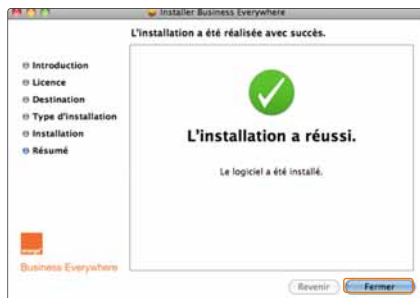 Installer Business Everywhere
L'installation a été réalisée avec succès.
Introduction
Licence
Destination
Type d'installation
Installation
Résumé
L'installation a réussi.
Le logiciel a été installé.
orange
Business Everywhere
Revenir
Fermer